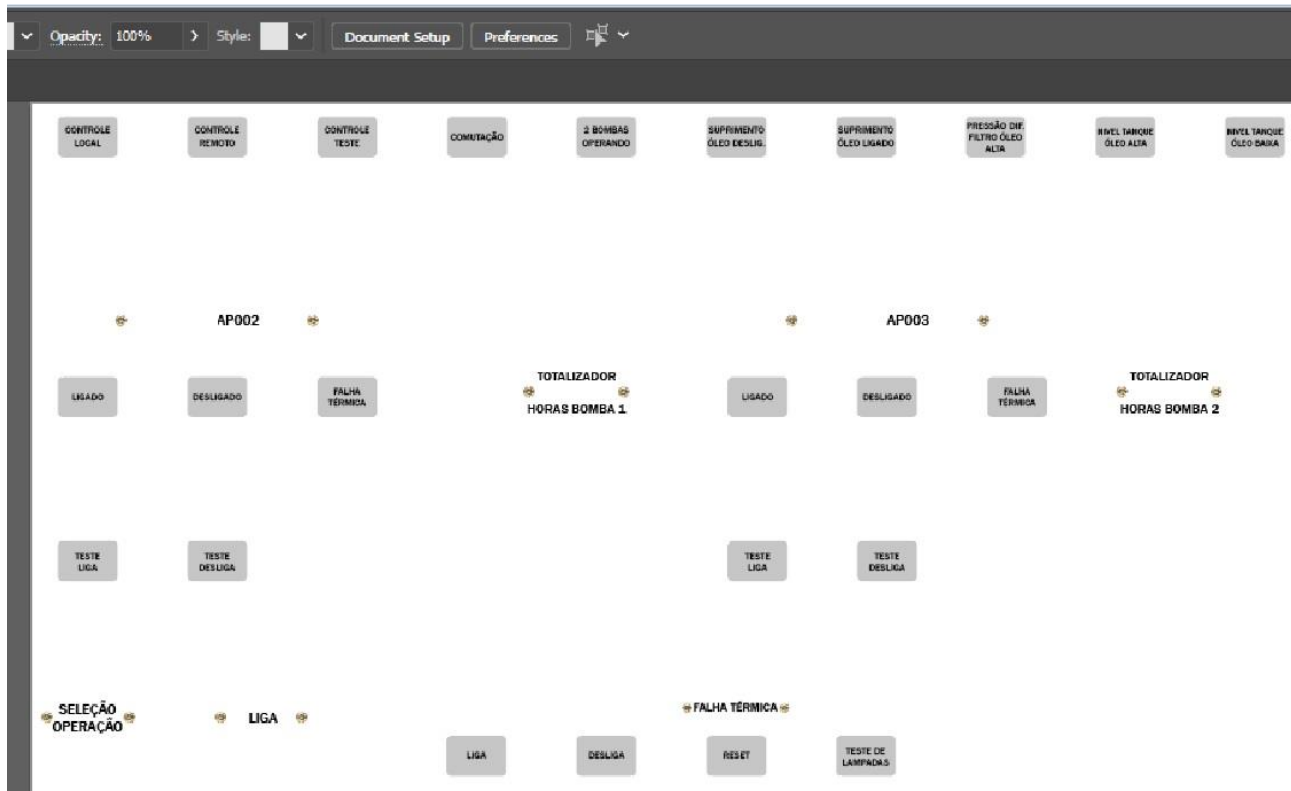 Opacity: 100% Style: Document Setup Preferences
CONTROLE
LOCAL
CONTROLE
REMOTO
CONTROLE
TESTE
COMUTAÇÃO
2 BOMBAS
OPERANDO
SUPRIMENTO
ÓLEO DESLIG.
SUPRIMENTO
ÓLEO LIGADO
PRESSÃO DIF.
FILTRO ÓLEO
ALTA
NIVEL TANQUE
ÓLEO ALTA
NIVEL TANQUE
ÓLEO BAIXA
AP002
AP003
LIGADO
DESLIGADO
FALHA
TÉRMICA
TOTALIZADOR
HORAS BOMBA 1
LIGADO
DESLIGADO
FALHA
TÉRMICA
TOTALIZADOR
HORAS BOMBA 2
TESTE
LIGA
TESTE
DESLIGA
TESTE
LIGA
TESTE
DESLIGA
SELEÇÃO
OPERAÇÃO
LIGA
FALHA TÉRMICA
LIGA
DESLIGA
RESET
TESTE DE
LAMPADAS